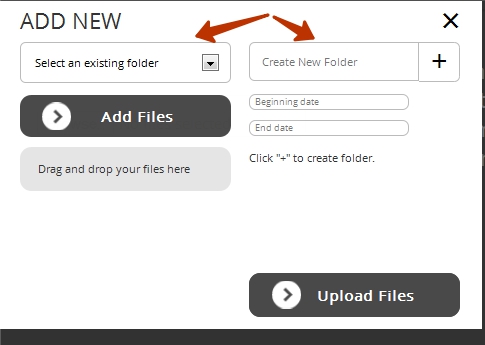 ADD NEW
Select an existing folder
Create New Folder
+
Add Files
Beginning date
End date
Drag and drop your files here
Click "+" to create folder.
Upload Files